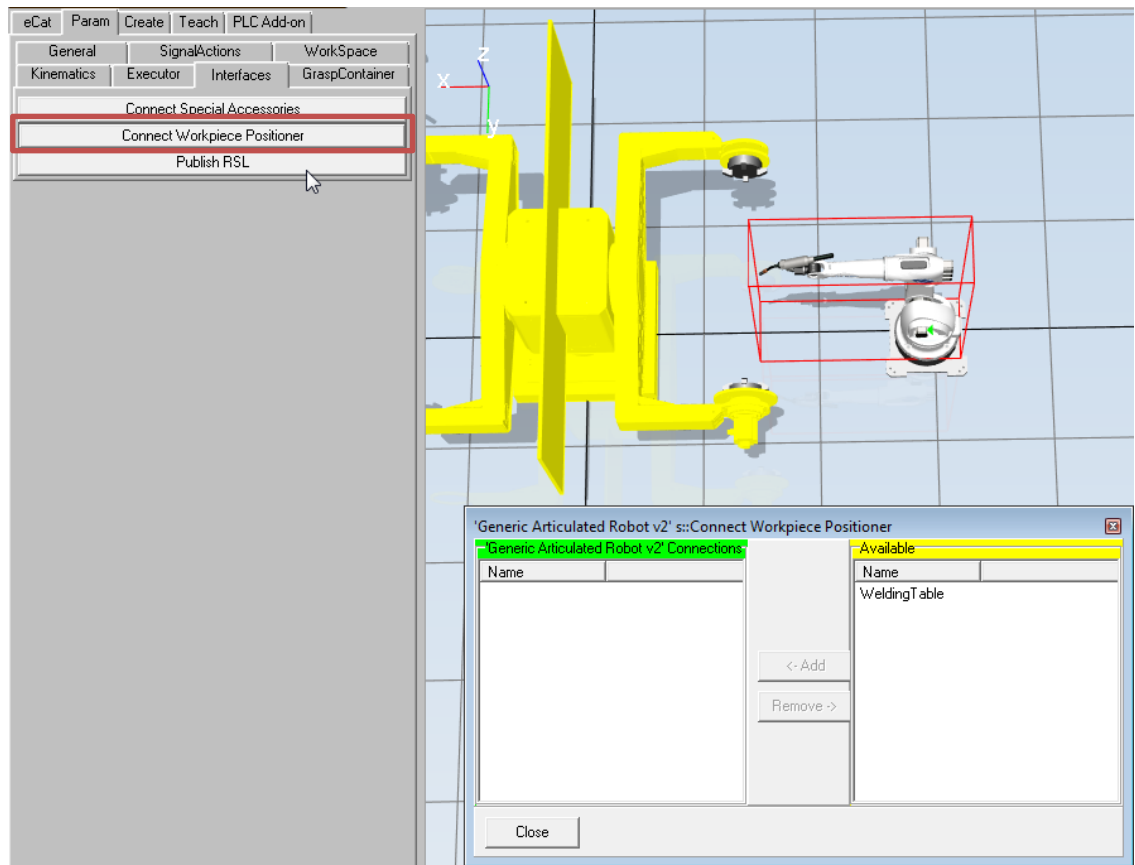 eCat Param Create Teach PLC Add-on
General SignalActions WorkSpace
Kinematics Executor Interfaces GraspContainer
Connect Special Accessories
Connect Workpiece Positioner
Publish RSL
z
x
y
'Generic Articulated Robot v2' s::Connect Workpiece Positioner
'Generic Articulated Robot v2' Connections
Available
Name
Name
WeldingTable
<- Add
Remove ->
Close